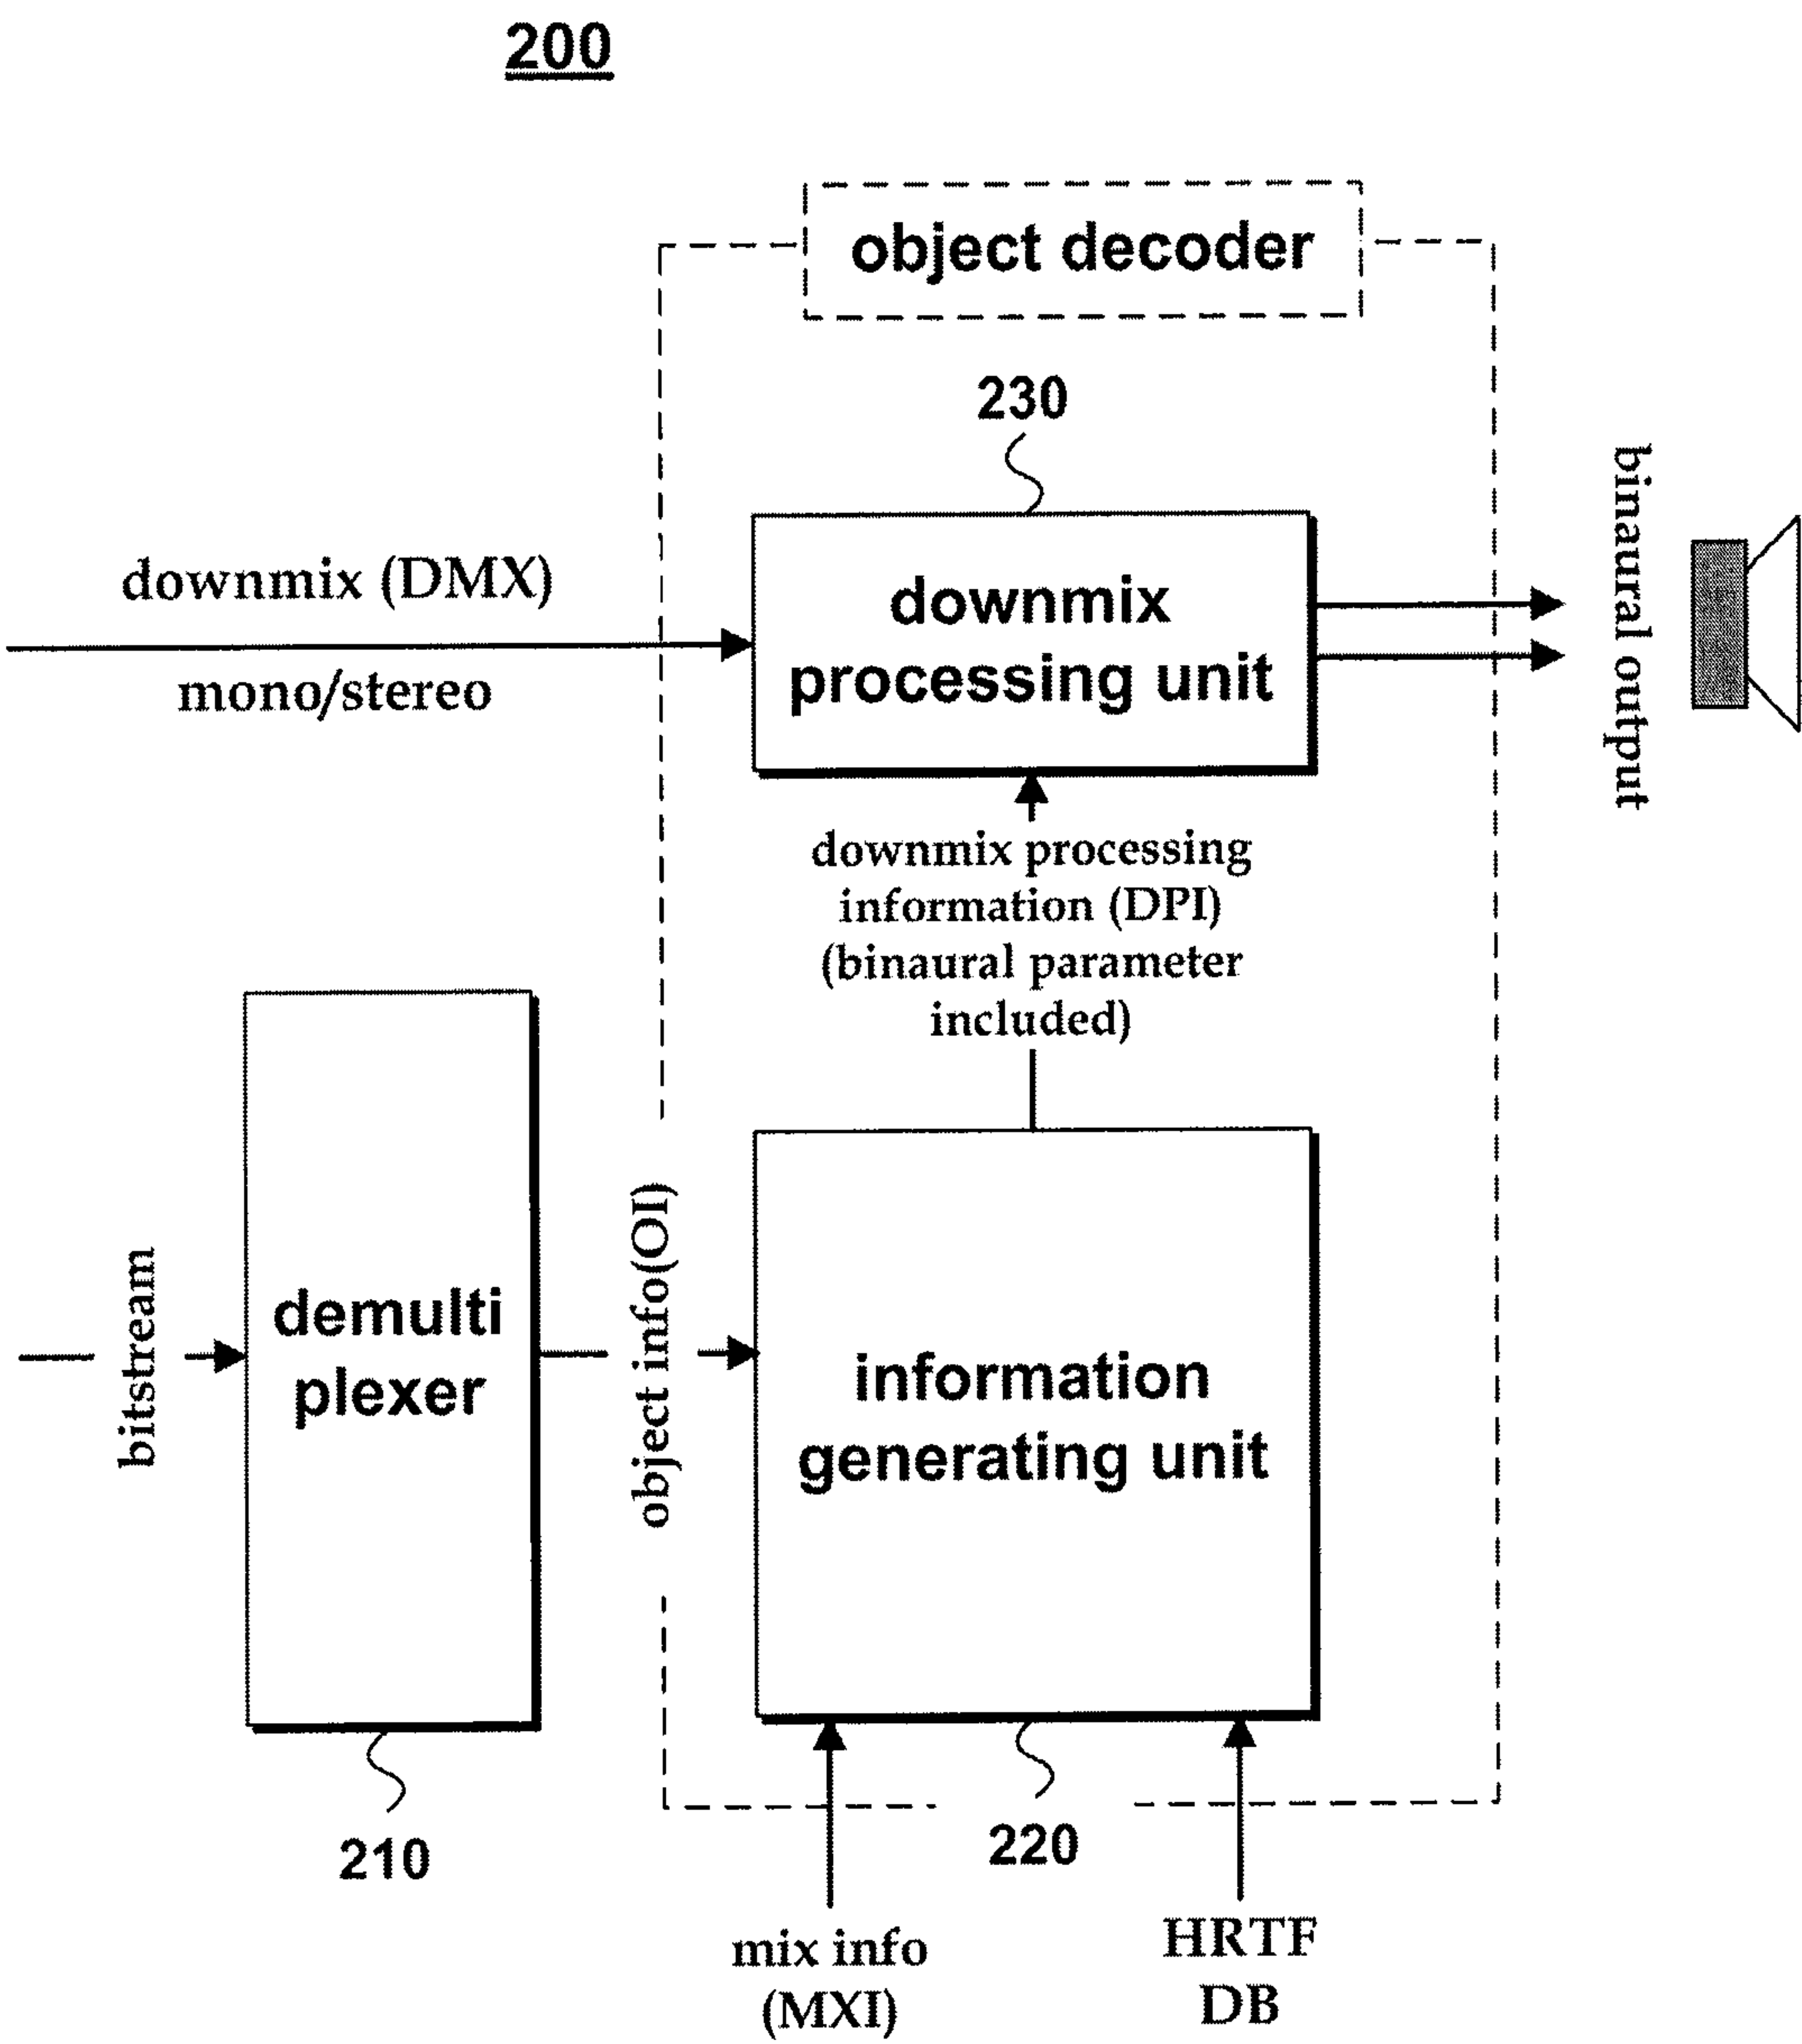 200
object decoder
230
downmix (DMX)
mono/stereo
downmix
processing unit
binaural output
downmix processing
information (DPI)
(binaural parameter
included)
bitstream
demulti
plexer
object info(OI)
information
generating unit
210
220
mix info
(MXI)
HRTF
DB